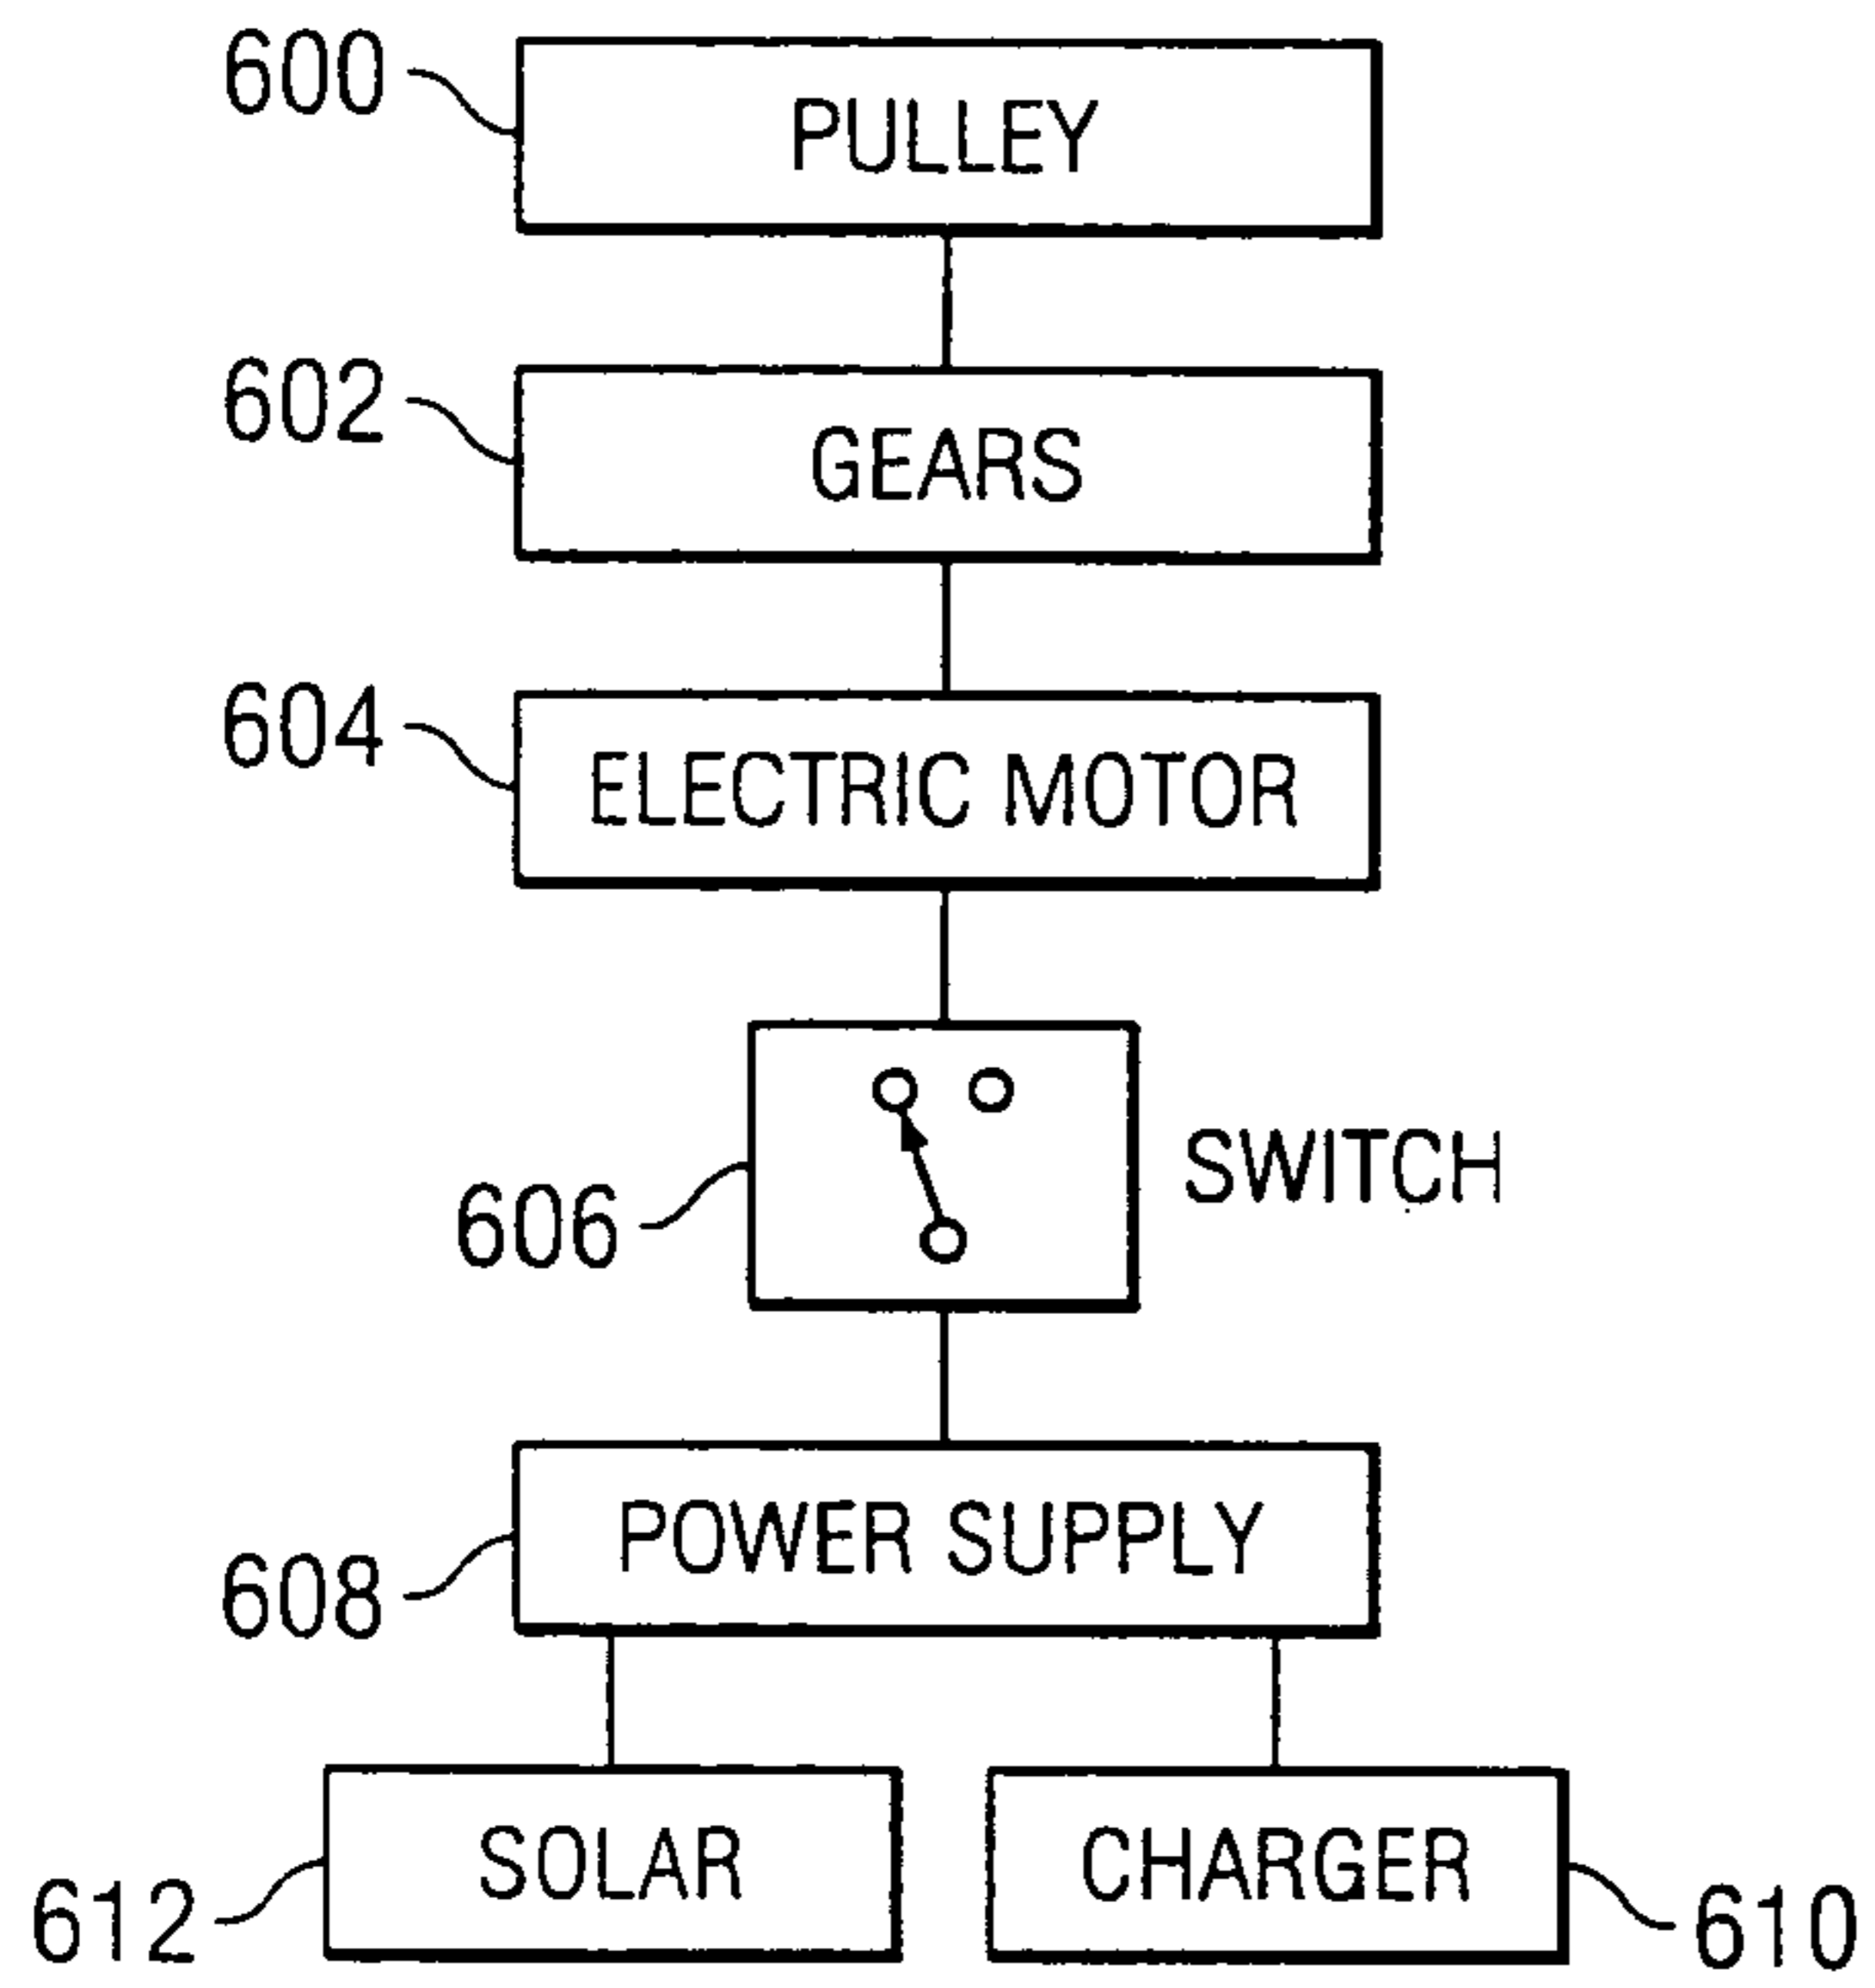 600
PULLEY
602
GEARS
604
ELECTRIC MOTOR
606
SWITCH
608
POWER SUPPLY
612
SOLAR
CHARGER
610